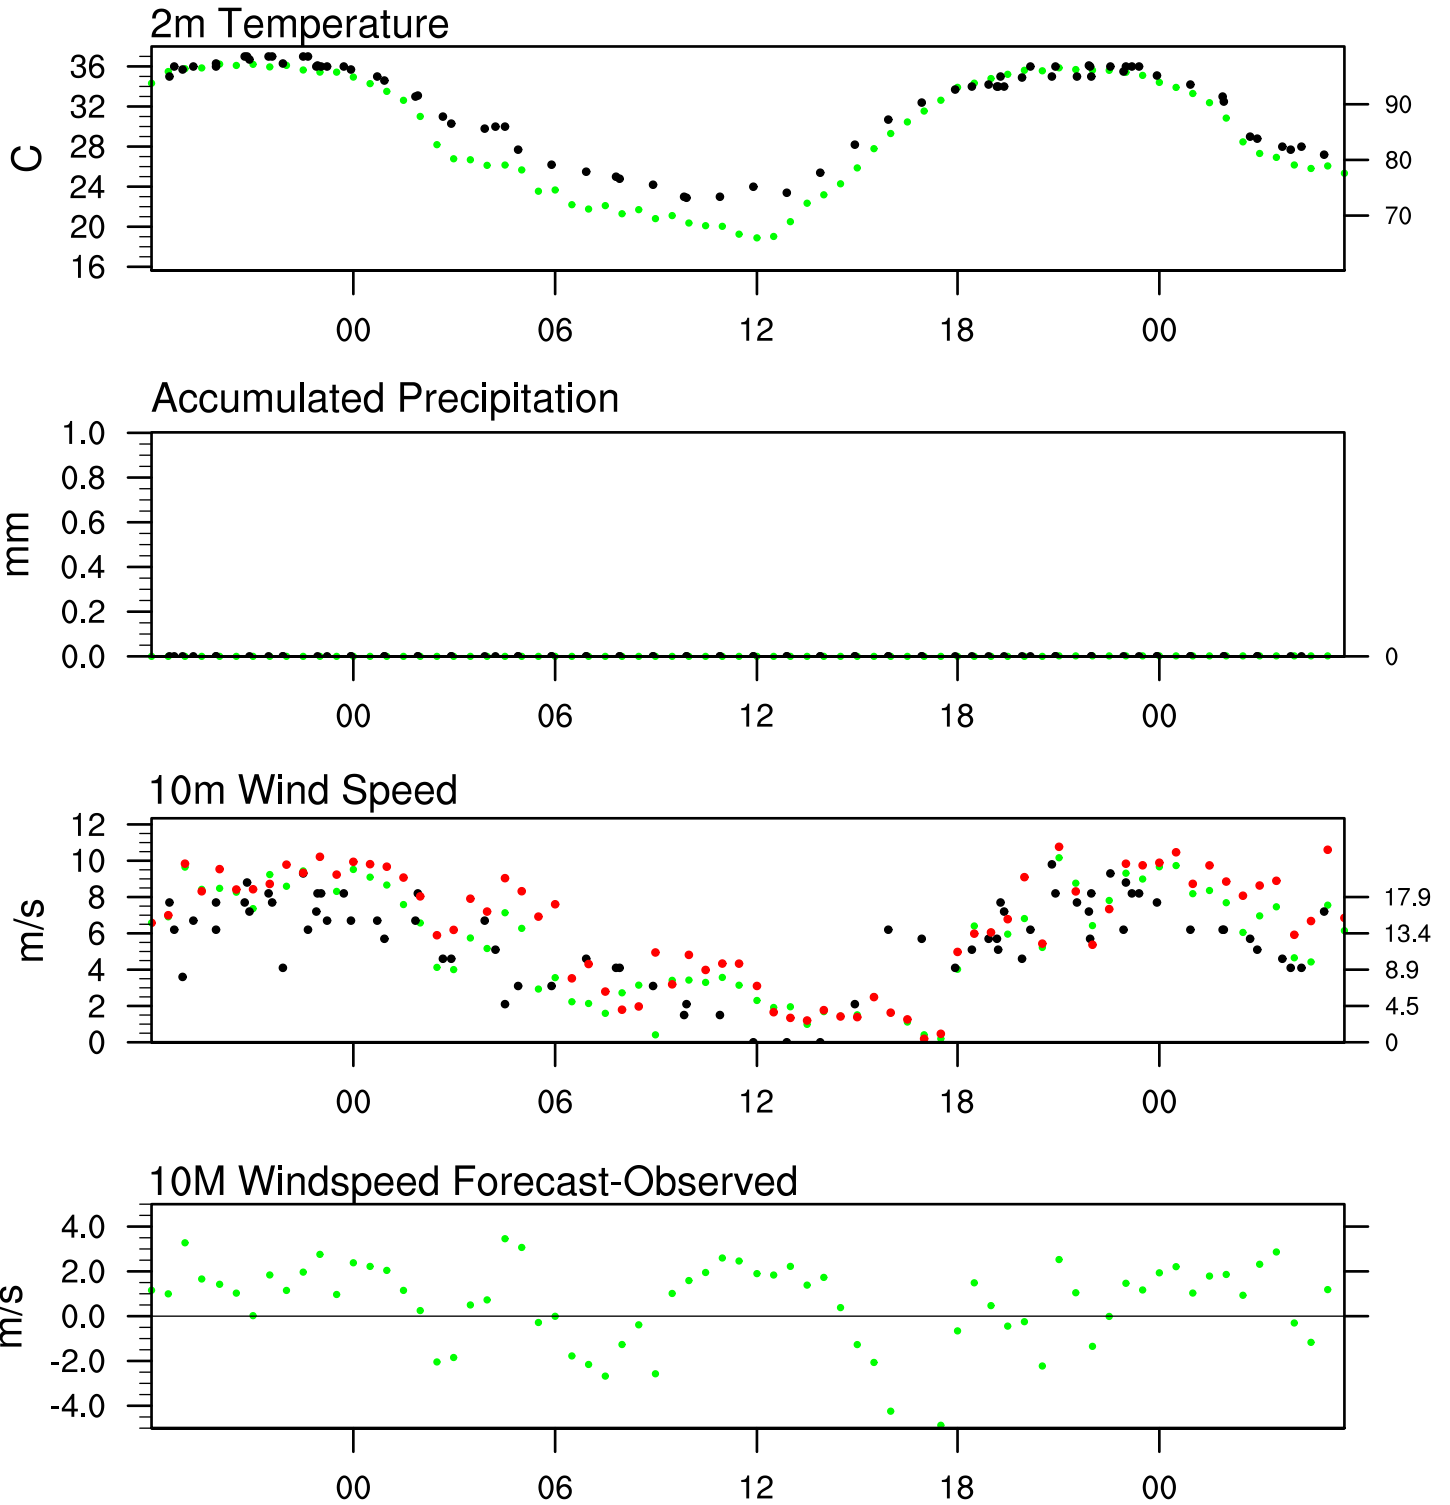 2m Temperature
36
32
28
24
20
16
C
90
80
70
00 06 12 18 00
Accumulated Precipitation
1.0
0.8
0.6
0.4
0.2
0.0
mm
0
00 06 12 18 00
10m Wind Speed
12
10
8
6
4
2
0
m/s
17.9
13.4
8.9
4.5
0
00 06 12 18 00
10M Windspeed Forecast-Observed
4.0
2.0
0.0
-2.0
-4.0
m/s
00 06 12 18 00